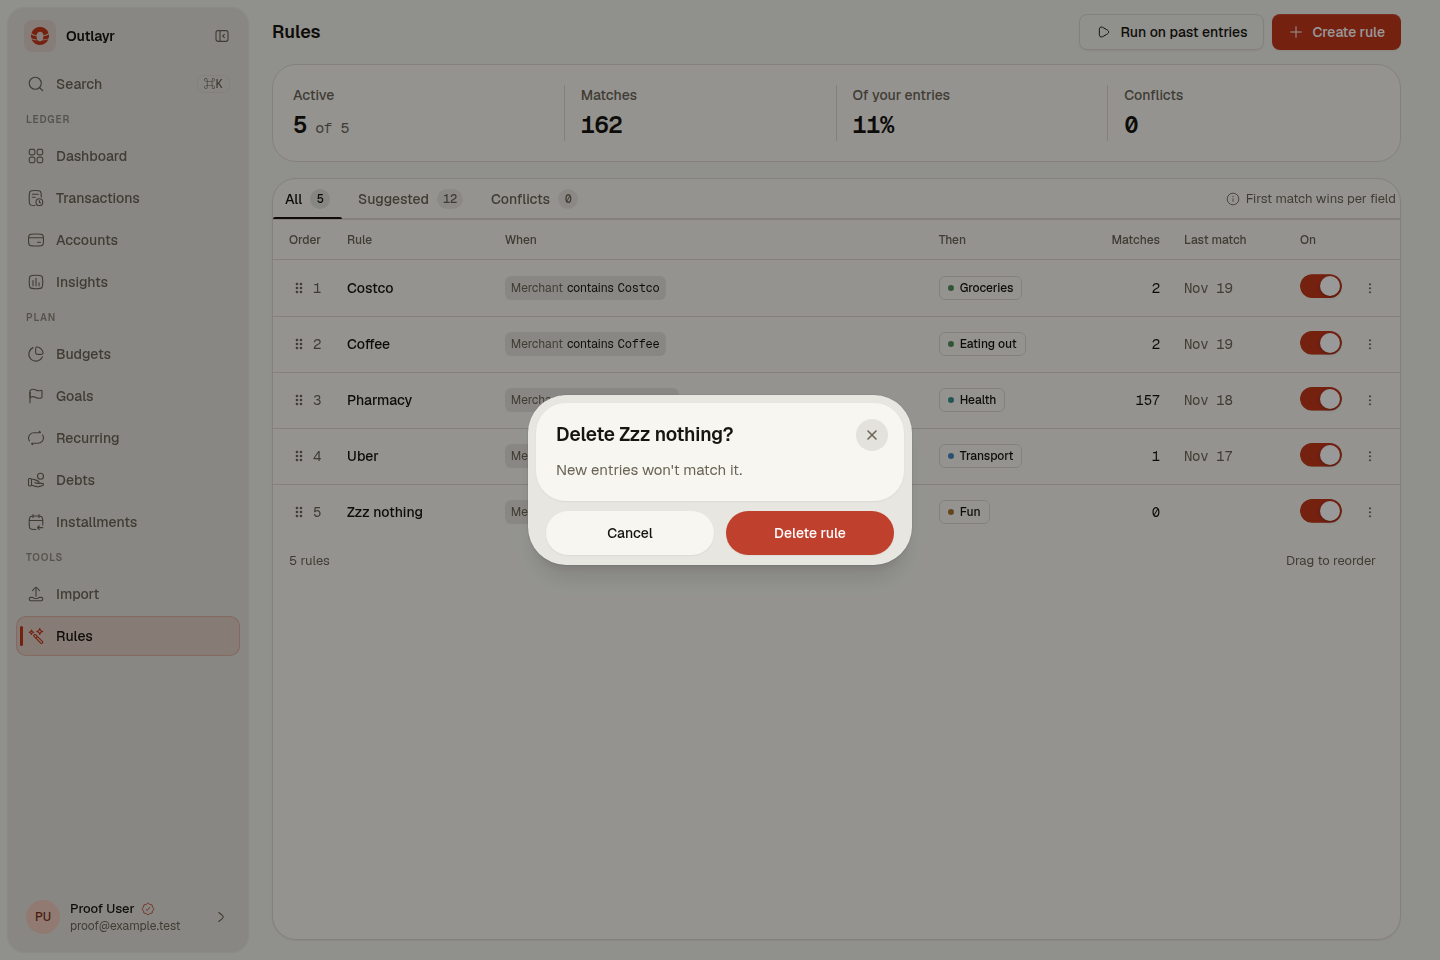 Outlayr
Search
⌘K
LEDGER
Dashboard
Transactions
Accounts
Insights
PLAN
Budgets
Goals
Recurring
Debts
Installments
TOOLS
Import
Rules
PU
Proof User
proof@example.test
Rules
Run on past entries
Create rule
Active
5 of 5
Matches
162
Of your entries
11%
Conflicts
0
All 5
Suggested 12
Conflicts 0
First match wins per field
Order Rule When Then Matches Last match On
1 Costco Merchant contains Costco Groceries 2 Nov 19
2 Coffee Merchant contains Coffee Eating out 2 Nov 19
3 Pharmacy Mercha Health 157 Nov 18
4 Uber Me Transport 1 Nov 17
5 Zzz nothing Me Fun 0
5 rules
Drag to reorder
Delete Zzz nothing?
New entries won't match it.
Cancel
Delete rule